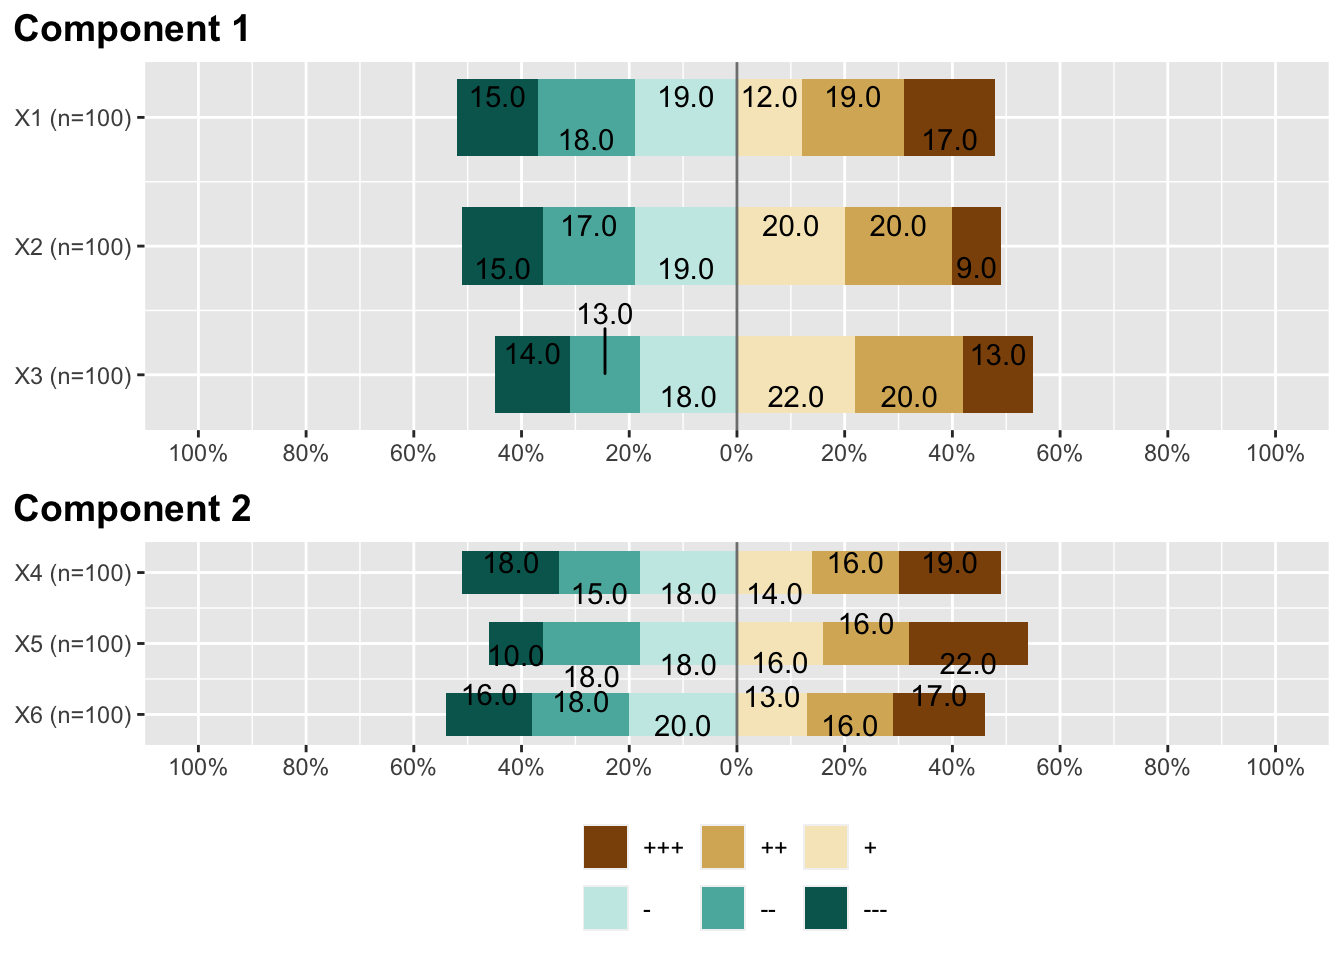 Component 1
X1 (n=100)
15.0 19.0 12.0 19.0
18.0 17.0
X2 (n=100)
17.0 20.0 20.0
15.0 19.0 9.0
13.0
X3 (n=100)
14.0 13.0
18.0 22.0 20.0
100% 80% 60% 40% 20% 0% 20% 40% 60% 80% 100%
Component 2
X4 (n=100)
18.0 16.0 19.0
15.0 18.0 14.0
X5 (n=100)
16.0
10.0 18.0 16.0 22.0
18.0
X6 (n=100)
16.0 18.0 13.0 17.0
20.0 16.0
100% 80% 60% 40% 20% 0% 20% 40% 60% 80% 100%
+++ ++ +
- -- ---